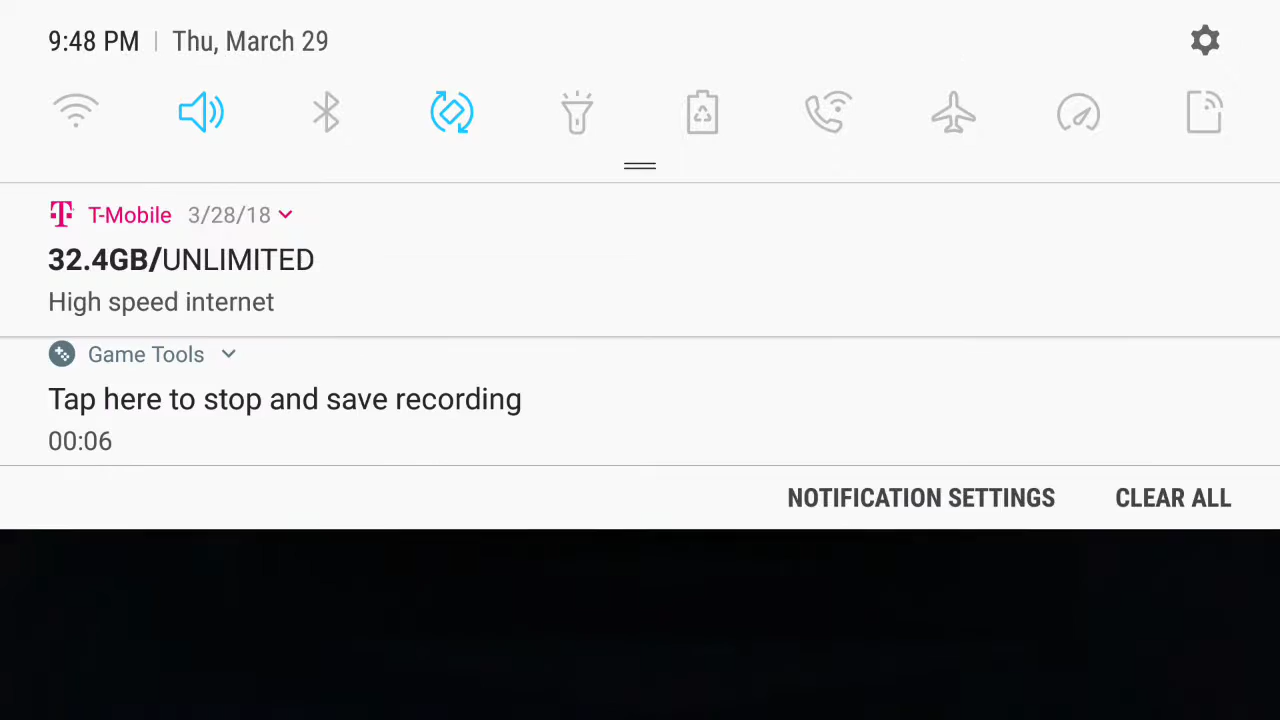 9:48 PM | Thu, March 29
T-Mobile 3/28/18
32.4GB/UNLIMITED
High speed internet
Game Tools
Tap here to stop and save recording
00:06
NOTIFICATION SETTINGS CLEAR ALL